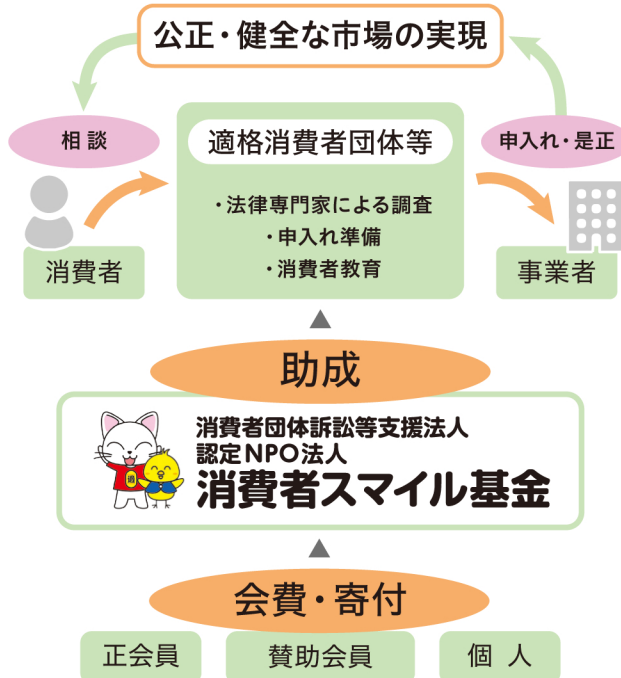 公正・健全な市場の実現
相談
適格消費者団体等
申入れ・是正
・法律専門家による調査
・申入れ準備
・消費者教育
消費者
事業者
助成
適
消費者団体訴訟等支援法人
認定NPO法人
消費者スマイル基金
会費・寄付
正会員
賛助会員
個人